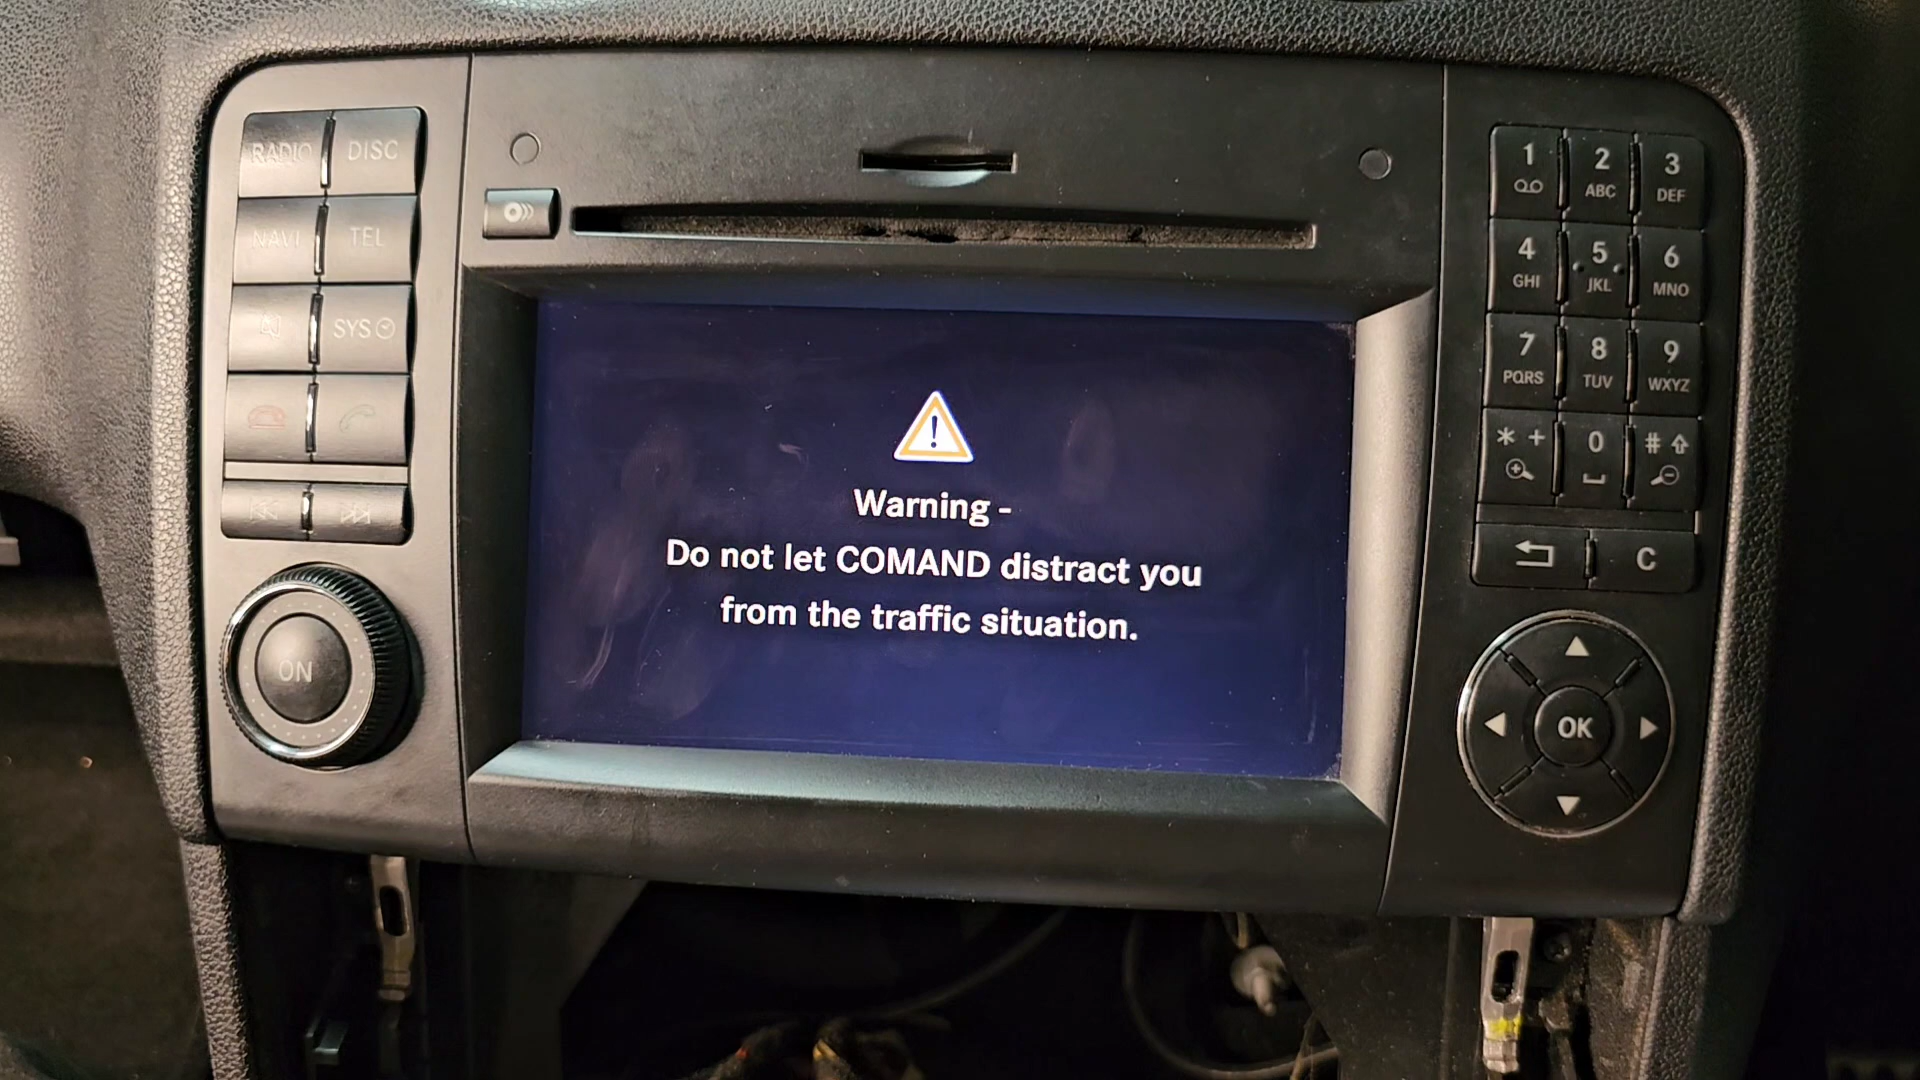 RADIO DISC
NAVI TEL
SYS
ON
Warning -
Do not let COMAND distract you
from the traffic situation.
1 2 3
ABC DEF
4 5 6
GHI JKL MNO
7 8 9
PQRS TUV WXYZ
* + 0 #
C
OK